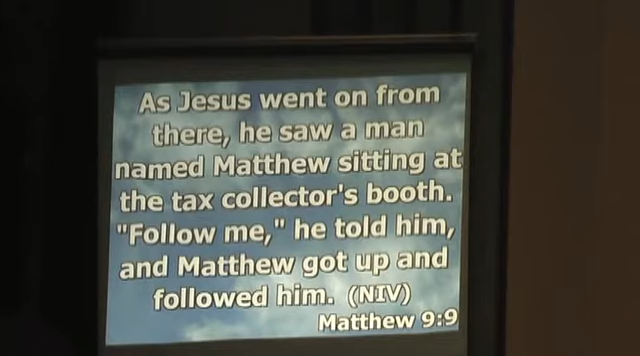 As Jesus went on from
there, he saw a man
named Matthew sitting at
the tax collector's booth.
"Follow me," he told him,
and Matthew got up and
followed him. (NIV)
Matthew 9:9